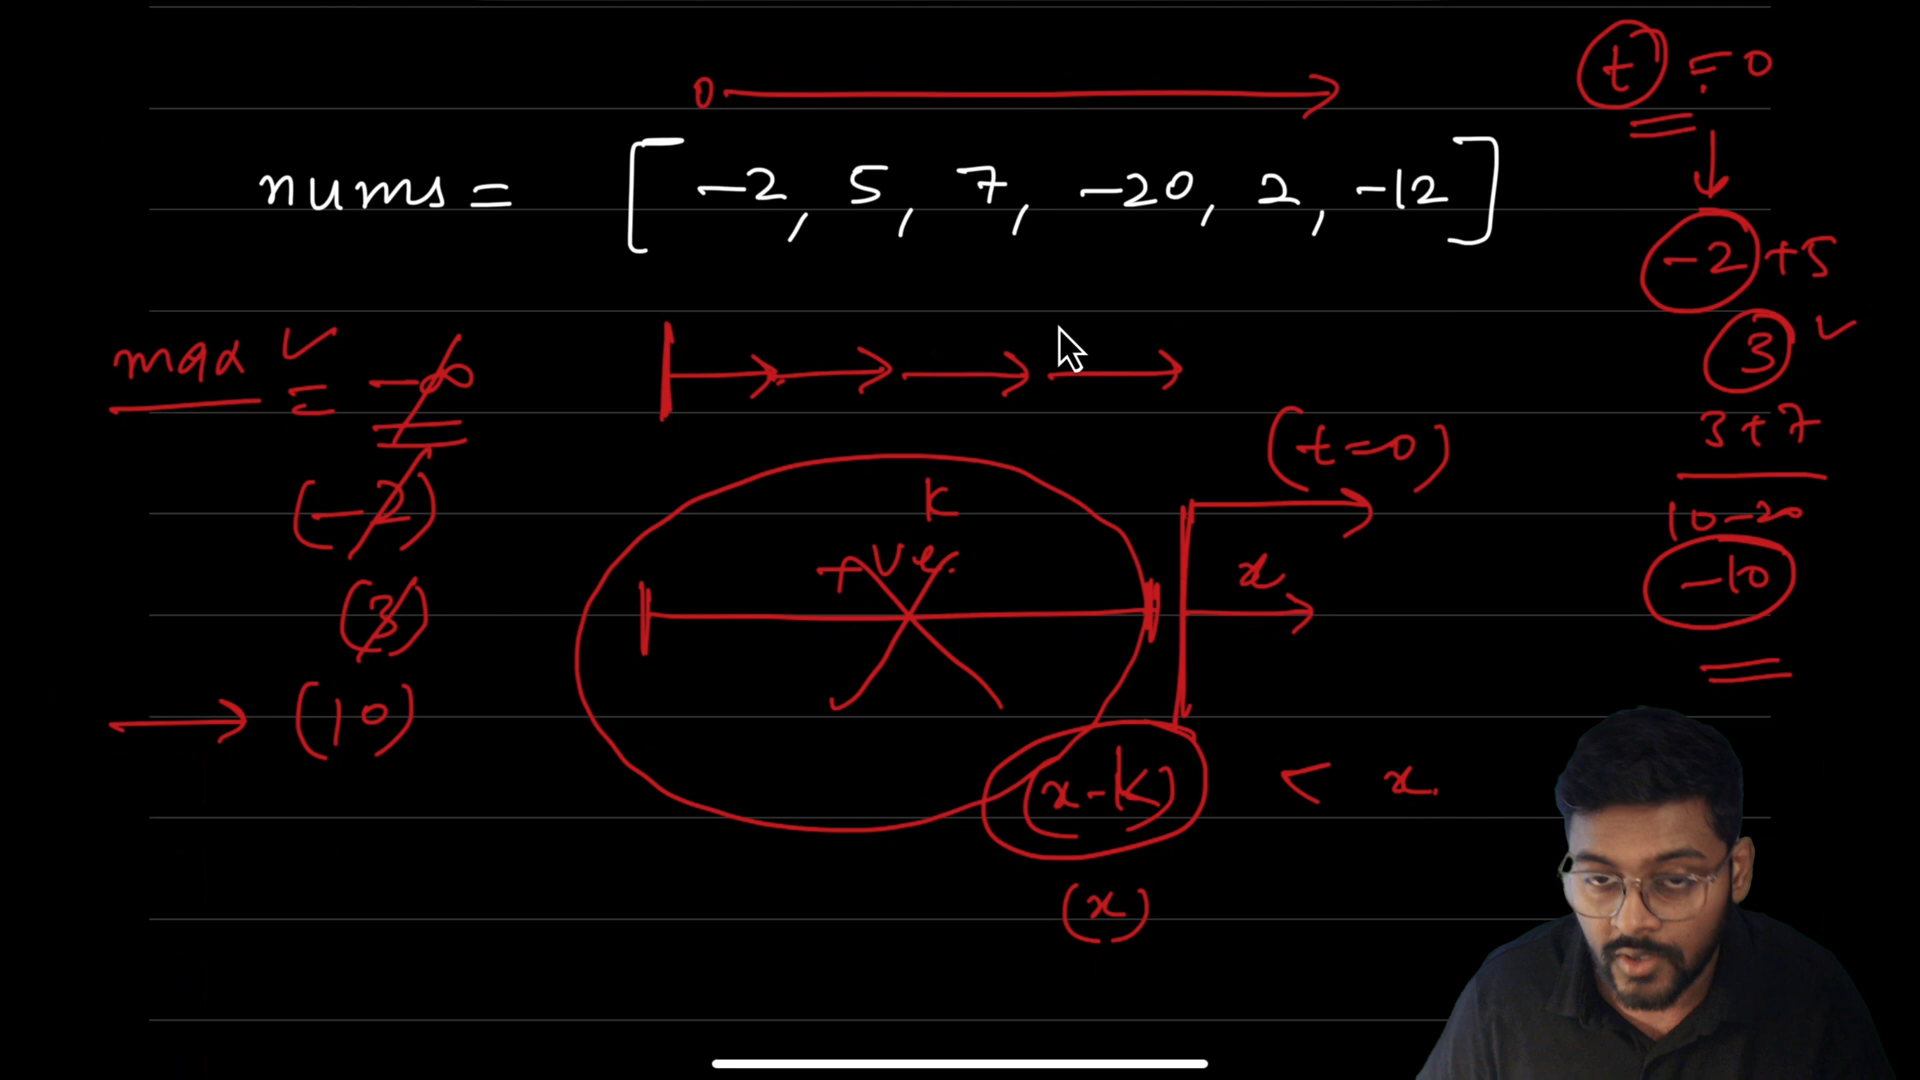 0
t = 0
nums = [ -2, 5, 7, -20, 2, -12 ]
-2 + 5
3
3 + 7
10 - 20
-10
max = -∞
(-2)
(3)
(10)
(t = 0)
K
+ve.
x
(x - K) < x.
(x)